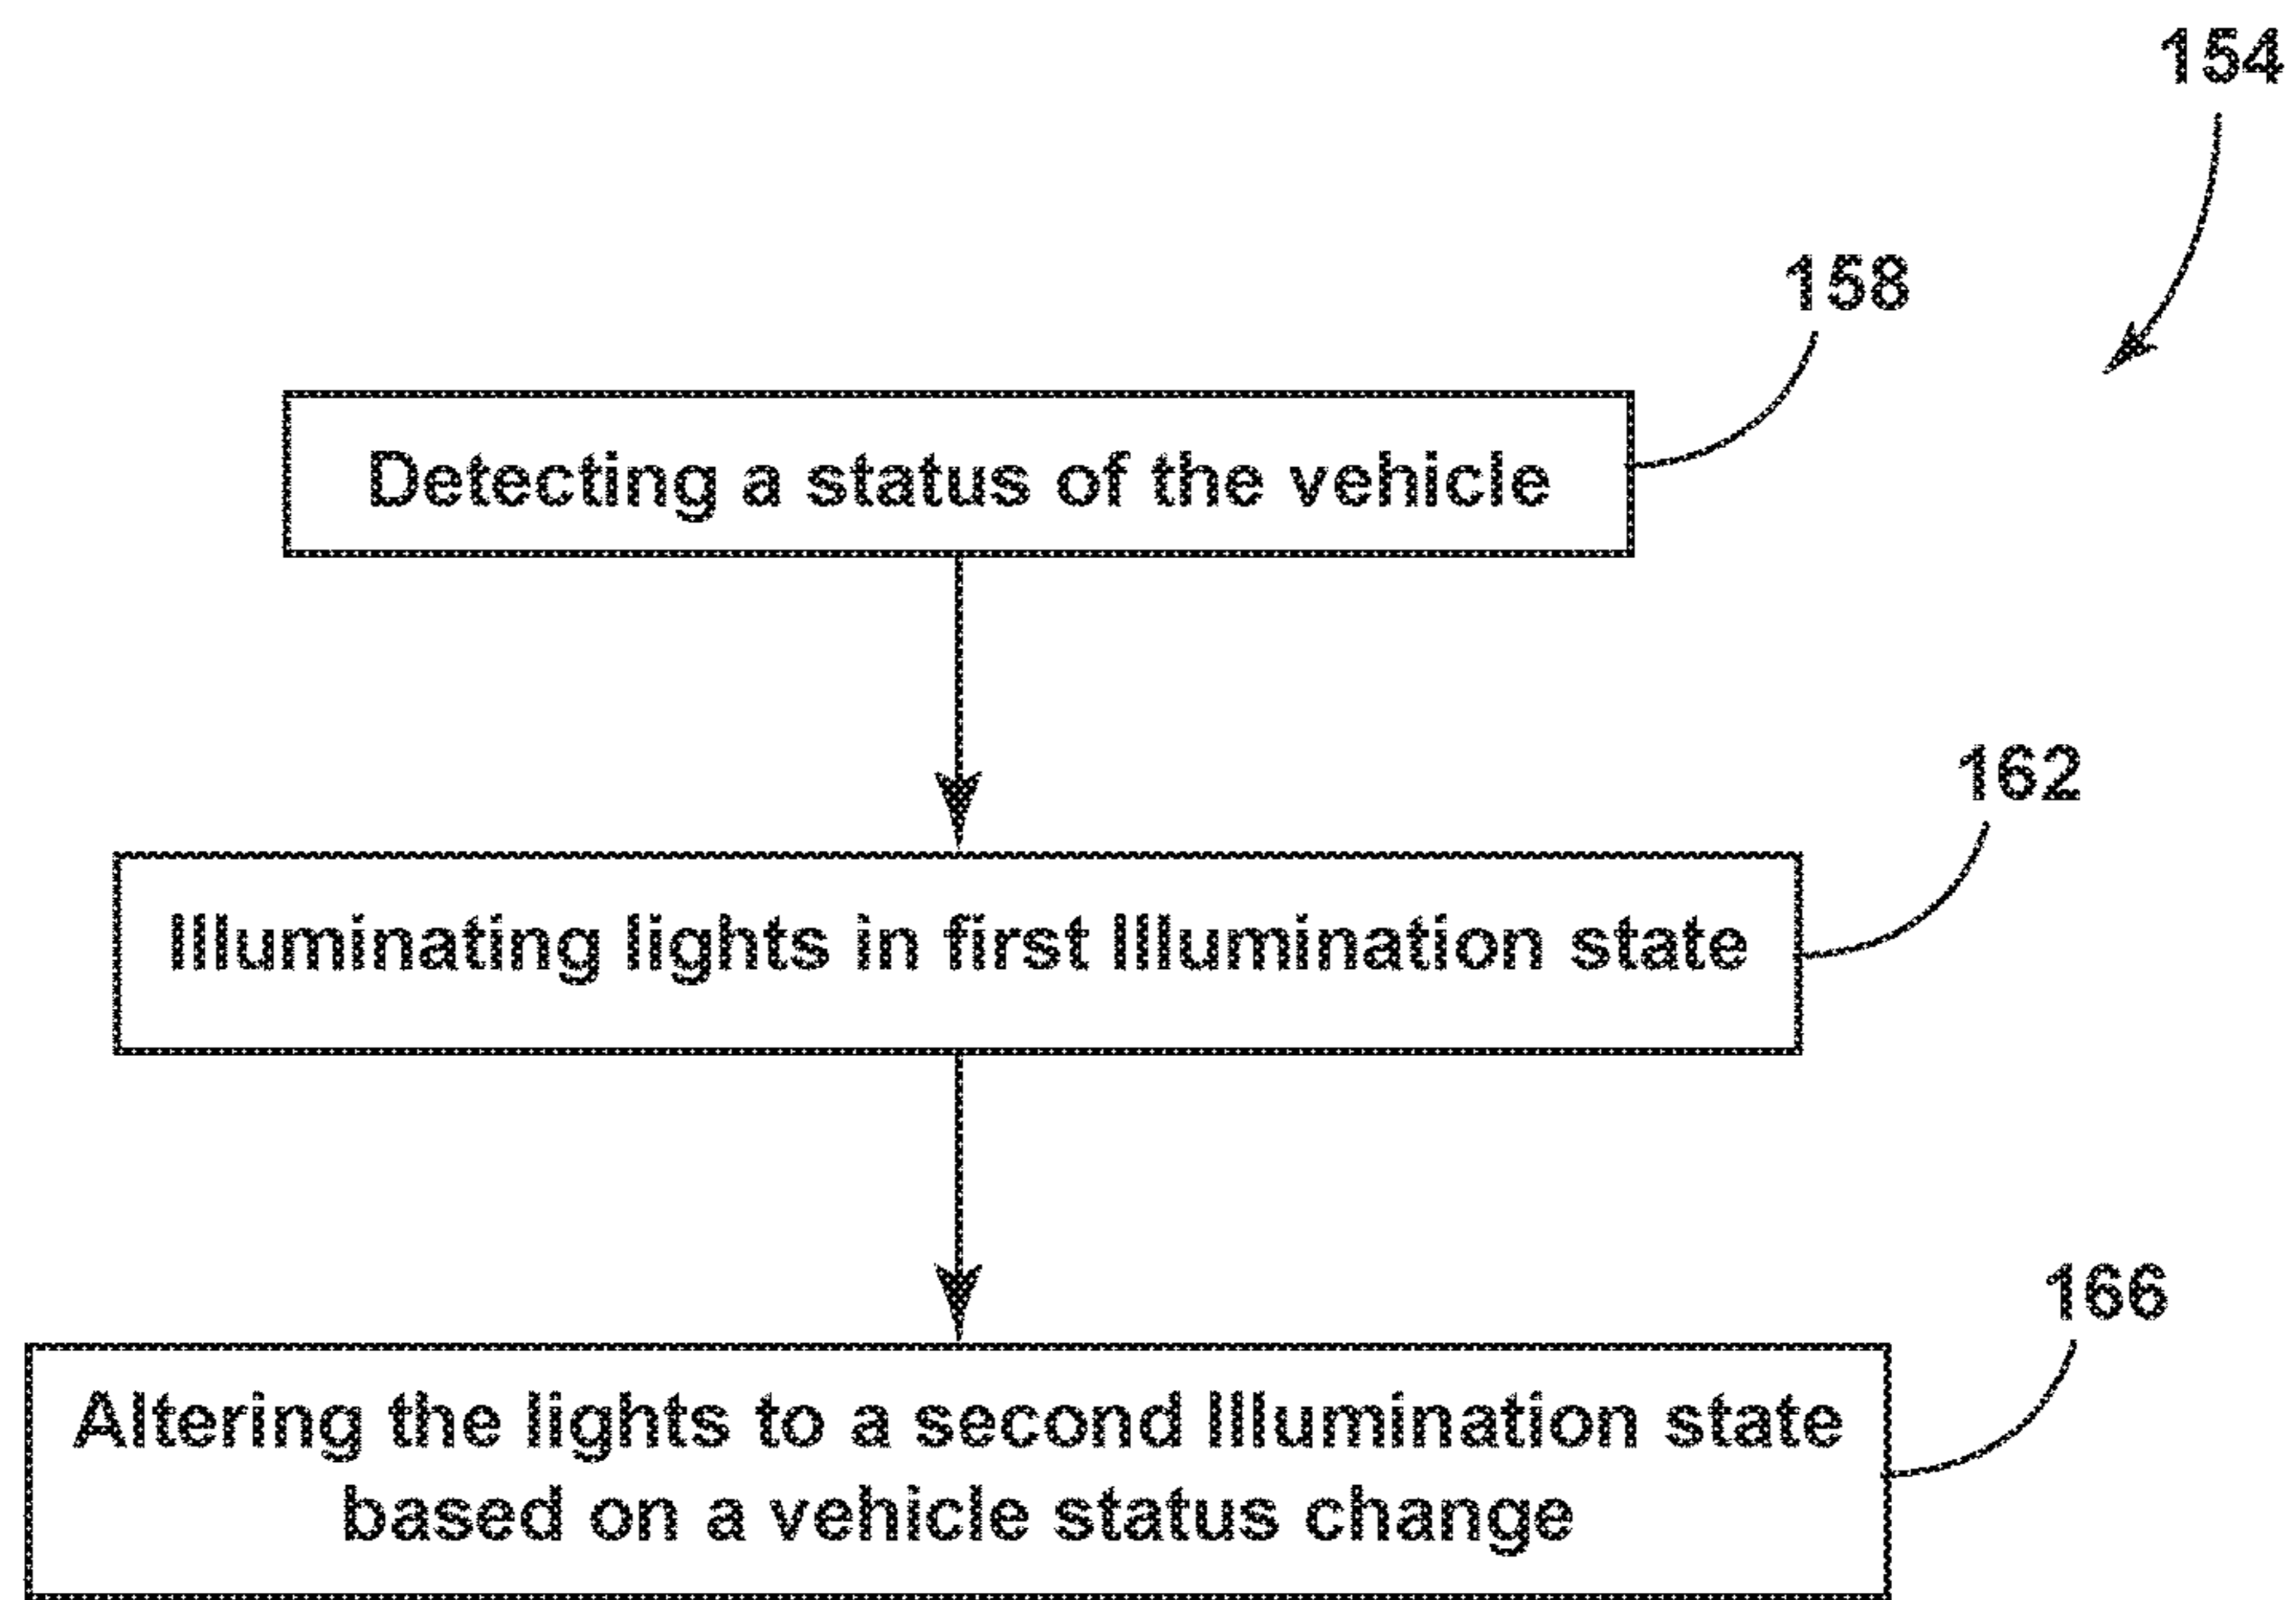 154
158
Detecting a status of the vehicle
162
Illuminating lights in first Illumination state
166
Altering the lights to a second Illumination state
based on a vehicle status change